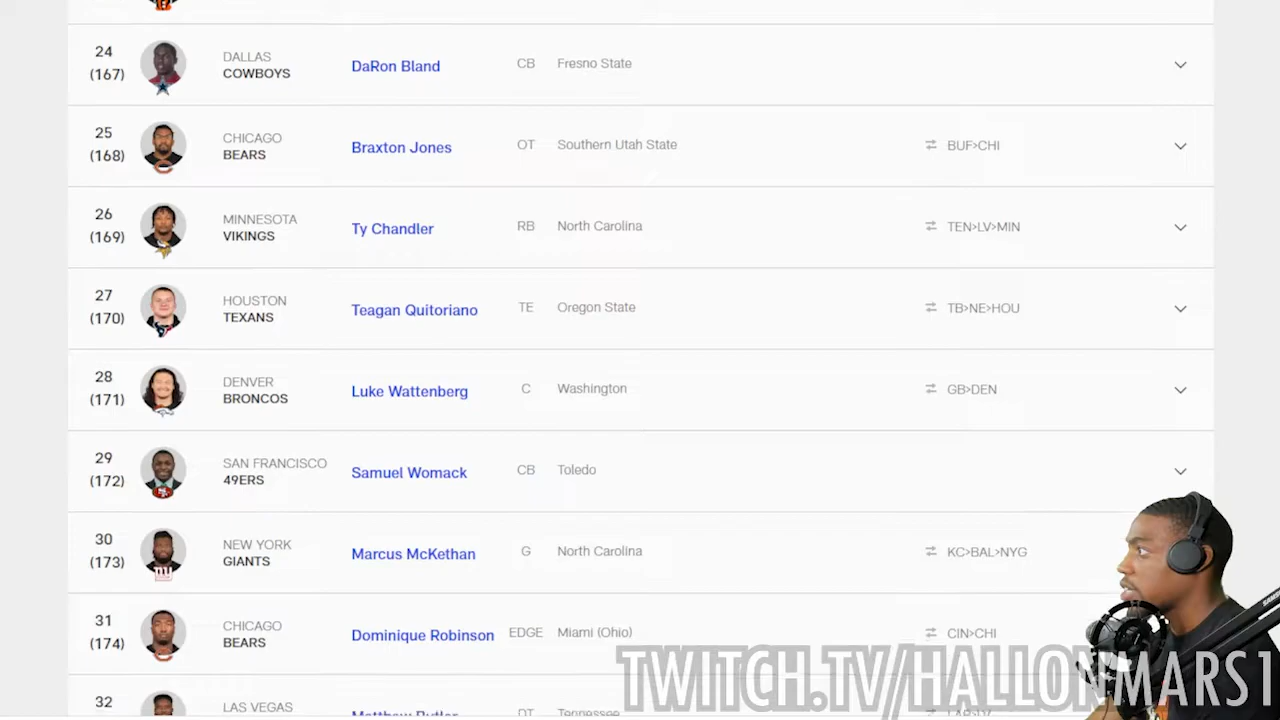 24
(167)
DALLAS
COWBOYS
DaRon Bland
CB
Fresno State
25
(168)
CHICAGO
BEARS
Braxton Jones
OT
Southern Utah State
BUF>CHI
26
(169)
MINNESOTA
VIKINGS
Ty Chandler
RB
North Carolina
TEN>LV>MIN
27
(170)
HOUSTON
TEXANS
Teagan Quitoriano
TE
Oregon State
TB>NE>HOU
28
(171)
DENVER
BRONCOS
Luke Wattenberg
C
Washington
GB>DEN
29
(172)
SAN FRANCISCO
49ERS
Samuel Womack
CB
Toledo
30
(173)
NEW YORK
GIANTS
Marcus McKethan
G
North Carolina
KC>BAL>NYG
31
(174)
CHICAGO
BEARS
Dominique Robinson
EDGE
Miami (Ohio)
CIN>CHI
32
LAS VEGAS
Matthew Butler
DT
Tennessee
TWITCH.TV/HALLONMARS1